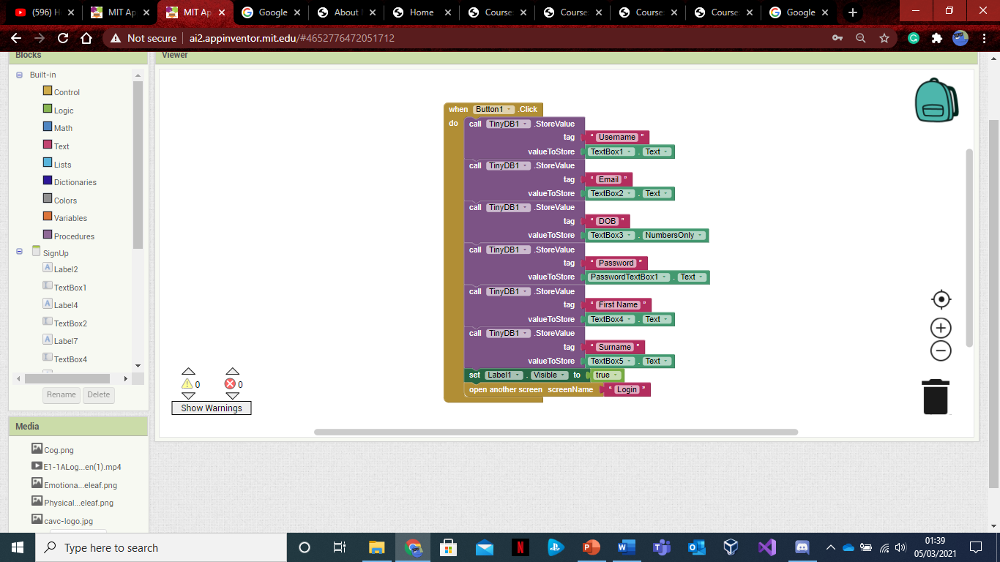 (596) H
MIT Ap
MIT Ap
Google
About
Home
Course
Course
Course
Course
Google
Not secure
ai2.appinventor.mit.edu/#4652776472051712
Blocks
Viewer
Built-in
Control
Logic
Math
Text
Lists
Dictionaries
Colors
Variables
Procedures
SignUp
Label2
TextBox1
Label4
TextBox2
Label7
TextBox4
Rename Delete
Media
Cog.png
E1-1ALog...en(1).mp4
Emotiona...eleaf.png
Physical...eleaf.png
cavc-logo.jpg
when Button1 .Click
do call TinyDB1 .StoreValue
tag " Username "
valueToStore TextBox1 . Text
call TinyDB1 .StoreValue
tag " Email "
valueToStore TextBox2 . Text
call TinyDB1 .StoreValue
tag " DOB "
valueToStore TextBox3 . NumbersOnly
call TinyDB1 .StoreValue
tag " Password "
valueToStore PasswordTextBox1 . Text
call TinyDB1 .StoreValue
tag " First Name "
valueToStore TextBox4 . Text
call TinyDB1 .StoreValue
tag " Surname "
valueToStore TextBox5 . Text
set Label1 . Visible to true
open another screen screenName " Login "
0 0
Show Warnings
Type here to search
01:39
05/03/2021